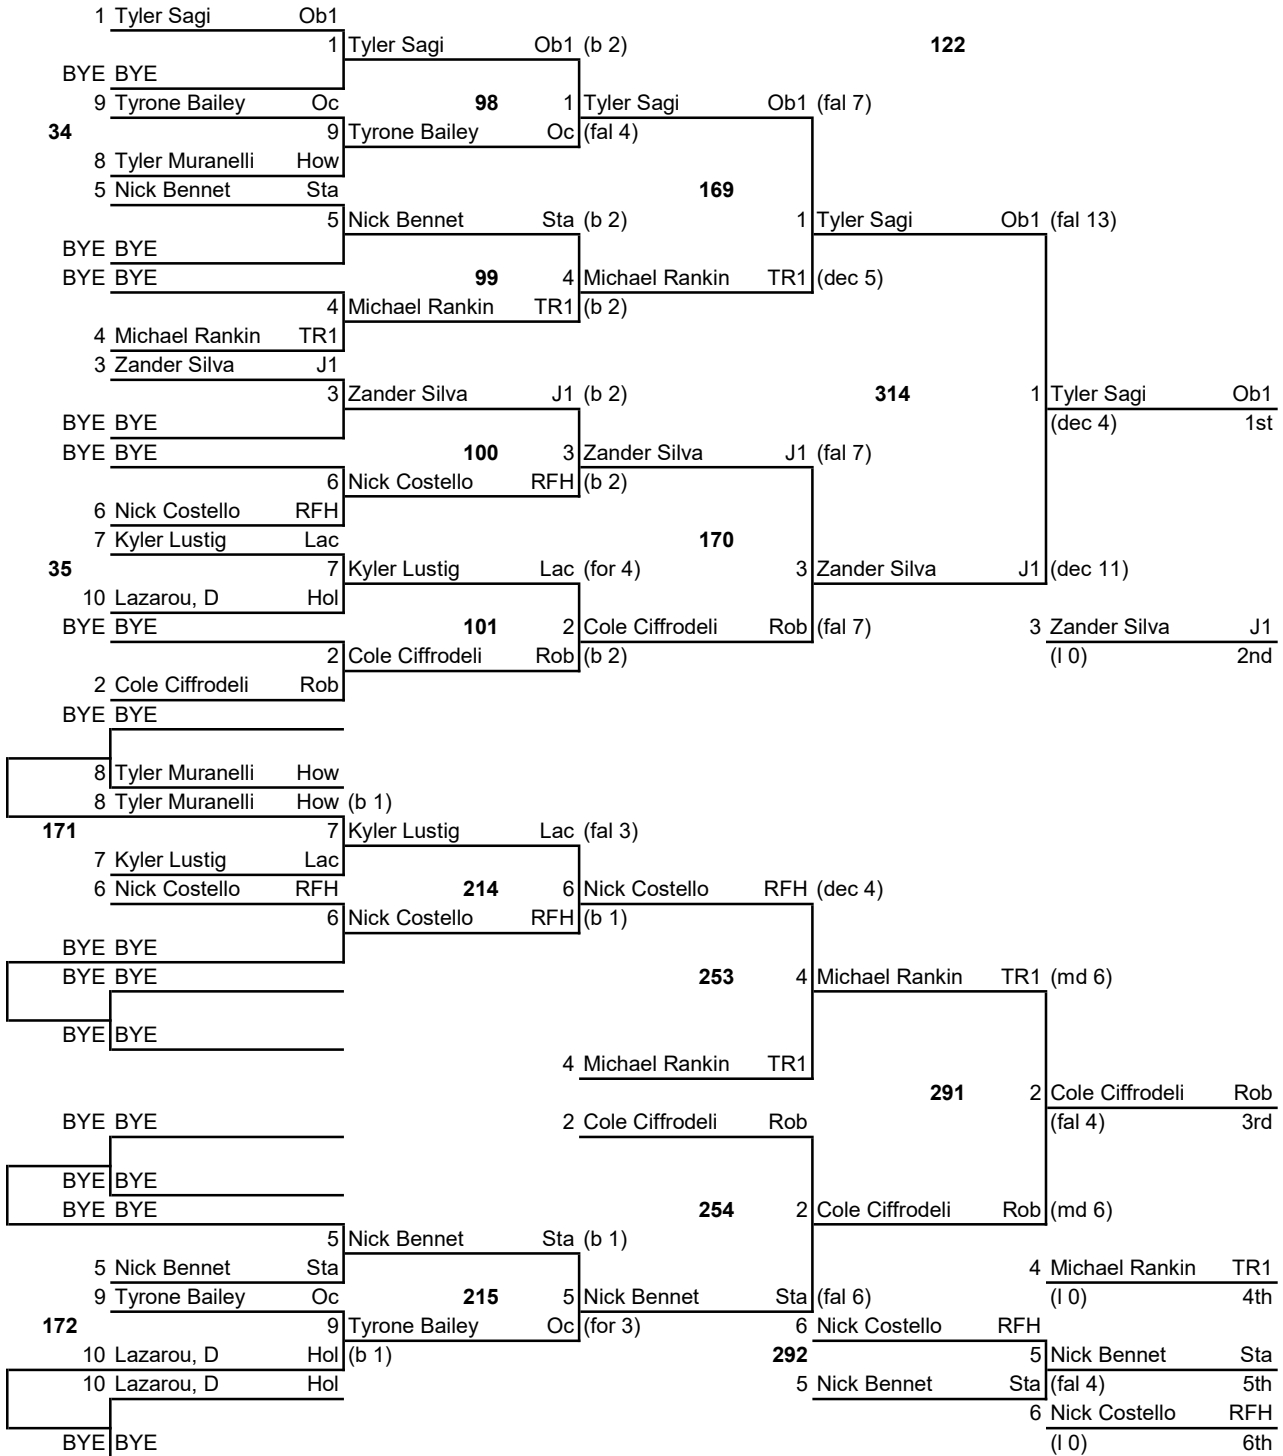 1 Tyler Sagi Ob1
1 Tyler Sagi Ob1 (b 2) 122
BYE BYE
9 Tyrone Bailey Oc 98 1 Tyler Sagi Ob1 (fal 7)
34 9 Tyrone Bailey Oc (fal 4)
8 Tyler Muranelli How
5 Nick Bennet Sta 169
5 Nick Bennet Sta (b 2) 1 Tyler Sagi Ob1 (fal 13)
BYE BYE
BYE BYE 99 4 Michael Rankin TR1 (dec 5)
4 Michael Rankin TR1 (b 2)
4 Michael Rankin TR1
3 Zander Silva J1
3 Zander Silva J1 (b 2) 314 1 Tyler Sagi Ob1
BYE BYE (dec 4) 1st
BYE BYE 100 3 Zander Silva J1 (fal 7)
6 Nick Costello RFH (b 2)
6 Nick Costello RFH
7 Kyler Lustig Lac 170
35 7 Kyler Lustig Lac (for 4) 3 Zander Silva J1 (dec 11)
10 Lazarou, D Hol
BYE BYE 101 2 Cole Ciffrodeli Rob (fal 7) 3 Zander Silva J1
2 Cole Ciffrodeli Rob (b 2) (l 0) 2nd
2 Cole Ciffrodeli Rob
BYE BYE
8 Tyler Muranelli How
8 Tyler Muranelli How (b 1)
171 7 Kyler Lustig Lac (fal 3)
7 Kyler Lustig Lac
6 Nick Costello RFH 214 6 Nick Costello RFH (dec 4)
6 Nick Costello RFH (b 1)
BYE BYE
BYE BYE 253 4 Michael Rankin TR1 (md 6)
BYE BYE
4 Michael Rankin TR1
291 2 Cole Ciffrodeli Rob
BYE BYE 2 Cole Ciffrodeli Rob (fal 4) 3rd
BYE BYE
BYE BYE 254 2 Cole Ciffrodeli Rob (md 6)
5 Nick Bennet Sta (b 1)
5 Nick Bennet Sta 4 Michael Rankin TR1
9 Tyrone Bailey Oc 215 5 Nick Bennet Sta (fal 6) (l 0) 4th
172 9 Tyrone Bailey Oc (for 3) 6 Nick Costello RFH
10 Lazarou, D Hol (b 1) 292 5 Nick Bennet Sta
10 Lazarou, D Hol 5 Nick Bennet Sta (fal 4) 5th
6 Nick Costello RFH
BYE BYE (l 0) 6th